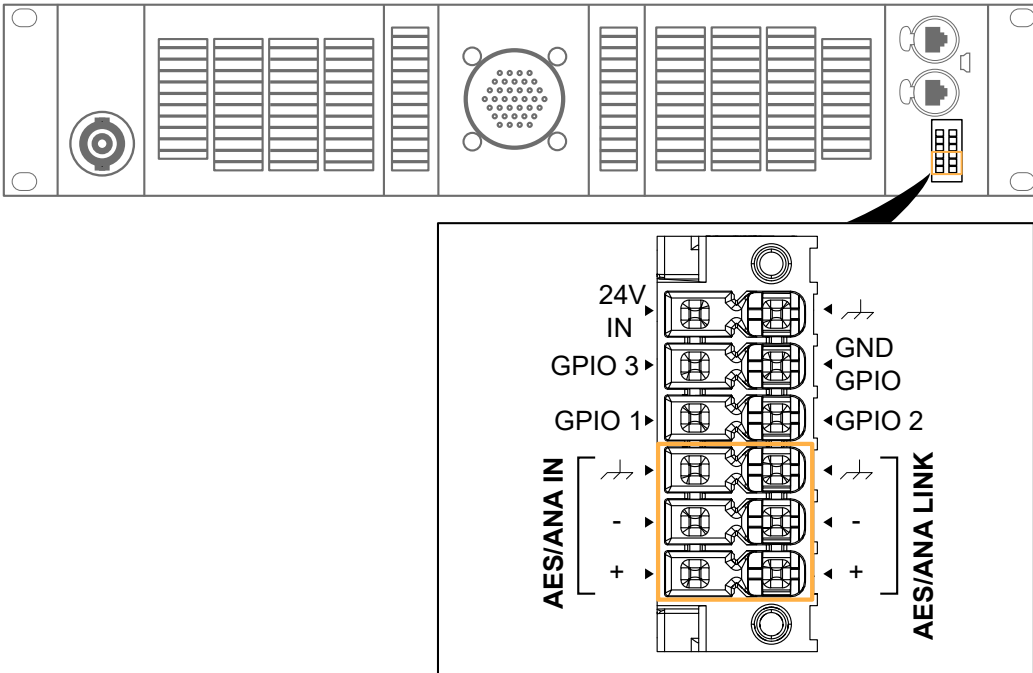 24V
IN
GPIO 3
GND
GPIO
GPIO 1
GPIO 2
AES/ANA IN
-
+
-
+
AES/ANA LINK